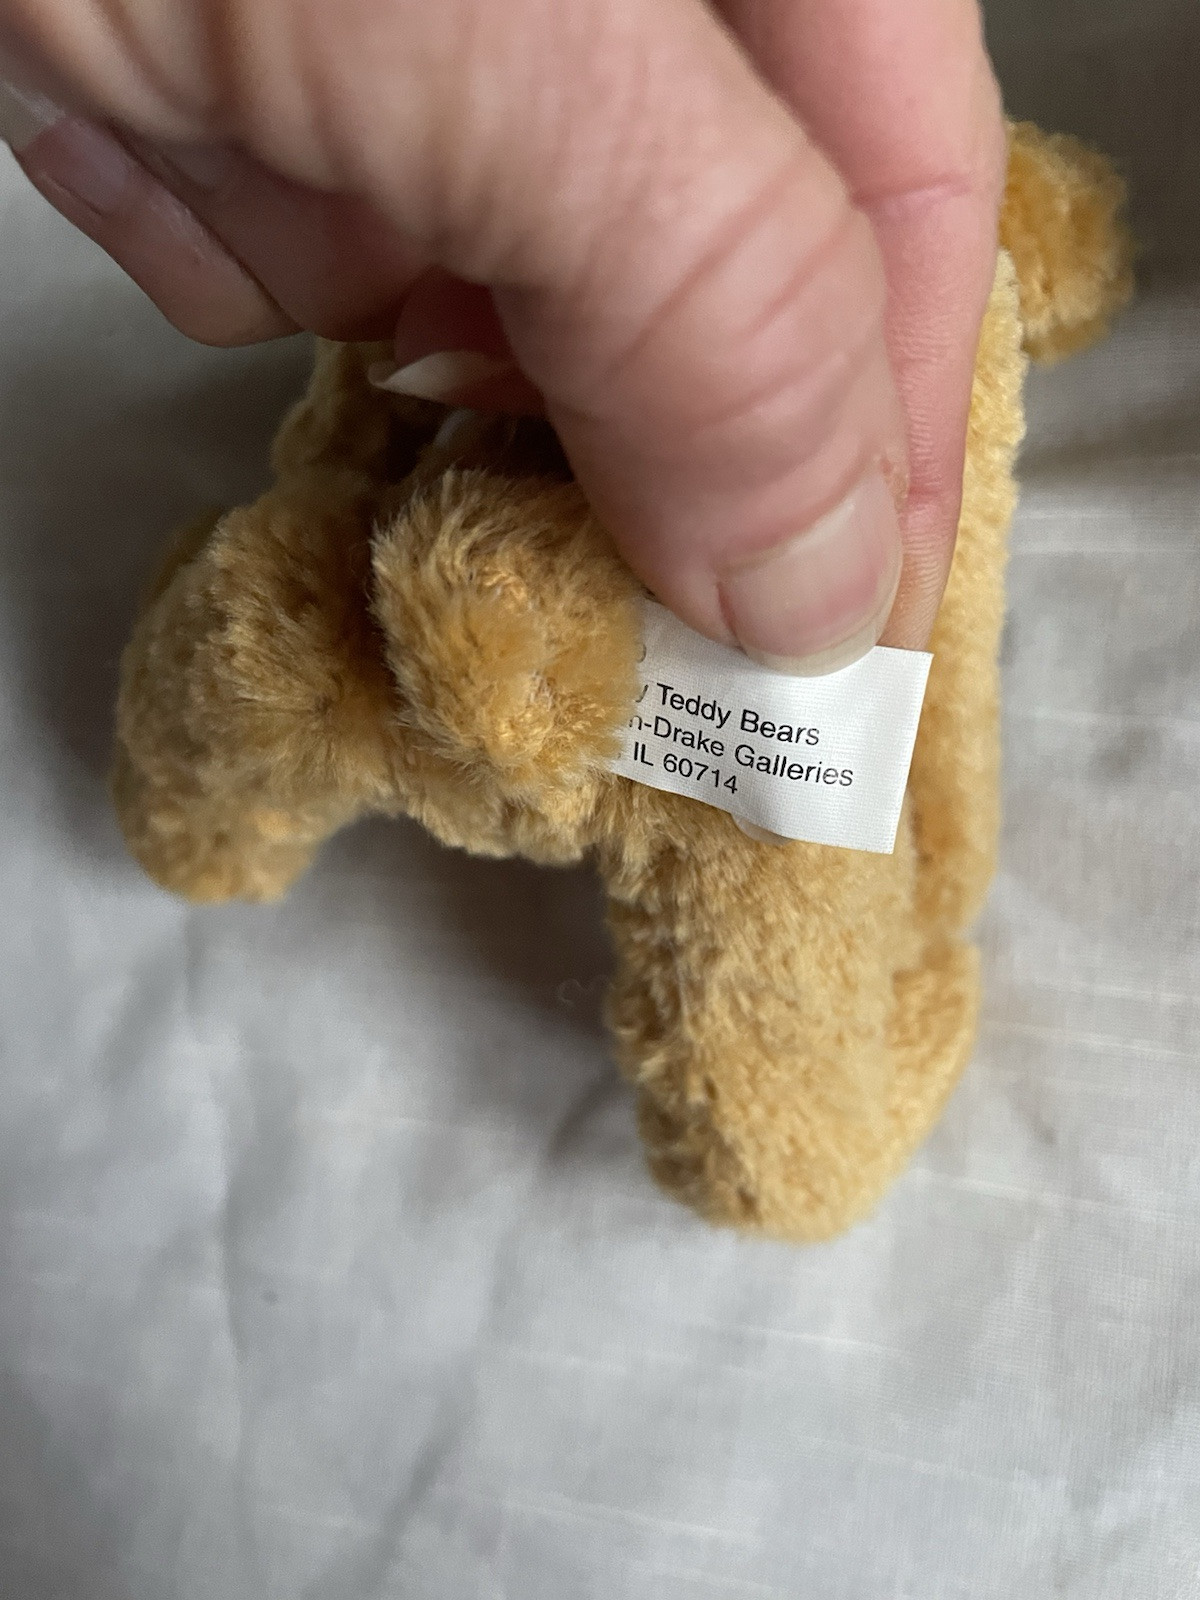 Teddy Bears
n-Drake Galleries
IL 60714